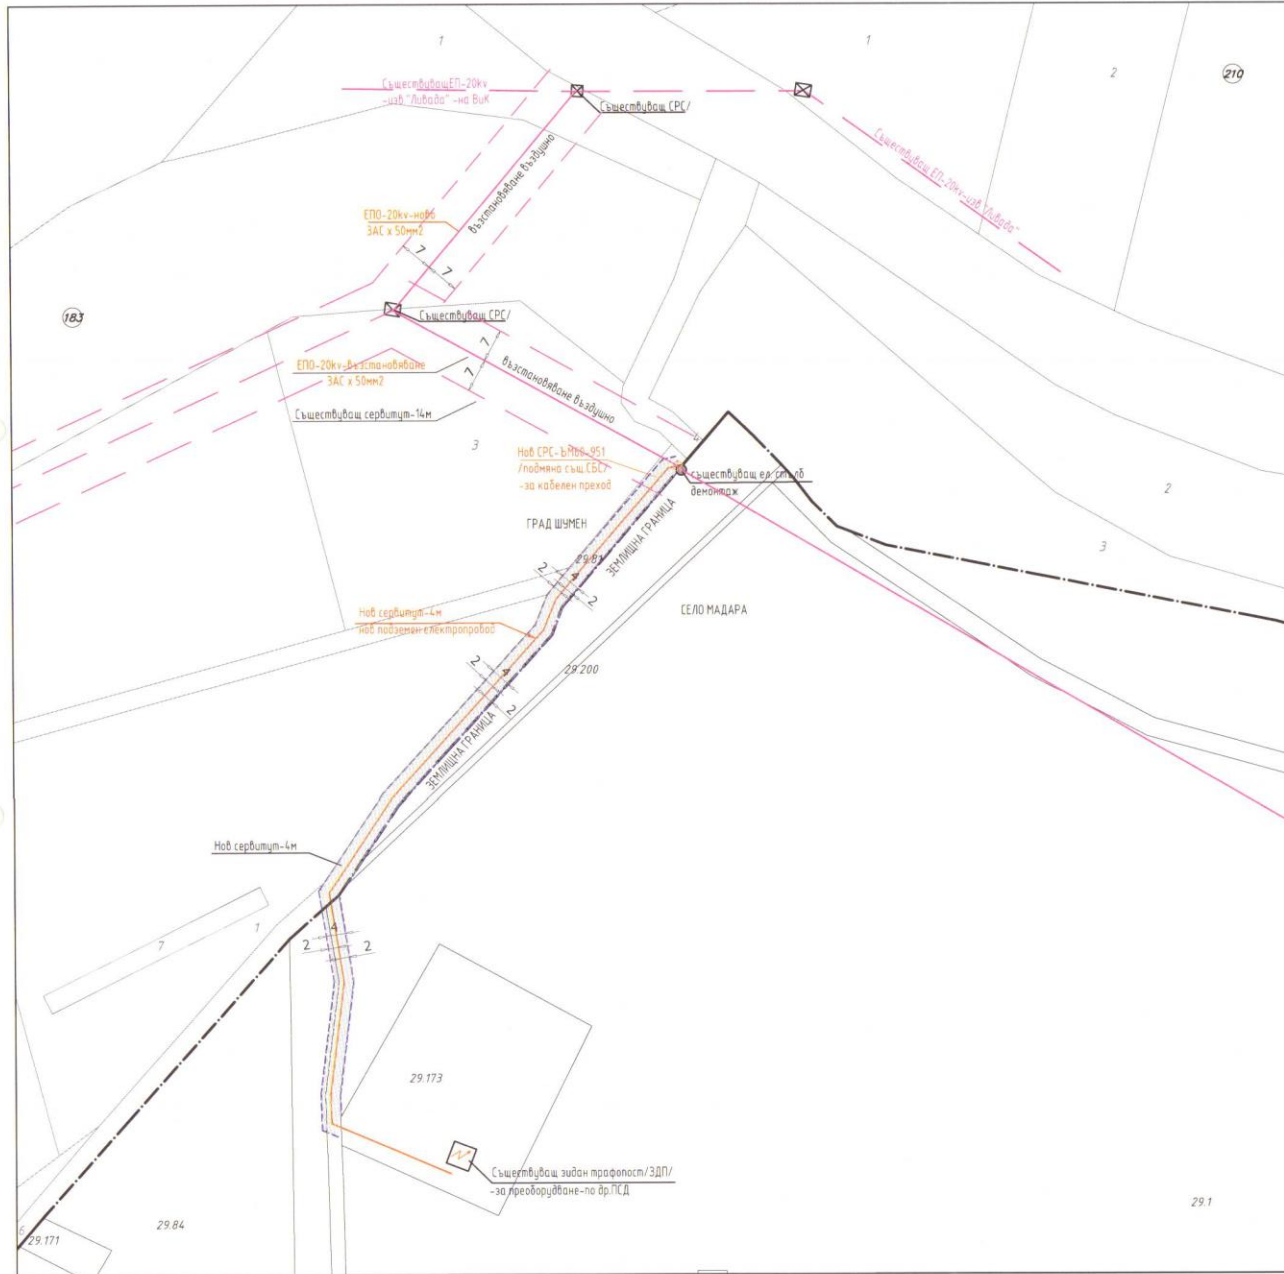 1
1
2
210
СъществуващЕП-20kv
-изв."Ливада" -на ВиК
Съществуващ СРС/
Съществуващ ЕП-20kv-изв."Ливада"
възстановяване въздушно
ЕПО-20kv-ново
3АС x 50мм2
7
7
183
Съществуващ СРС/
7
7
ЕПО-20kv-възстановяване
3АС x 50мм2
възстановяване въздушно
Съществуващ сервитут-14м
3
4
Нов СРС-ЪМ60-951
/подмяна същ.СБС/
-за кабелен преход
съществуващ ел. стълб
демонтаж
2
3
ГРАД ШУМЕН
ЗЕМЛИЩНА ГРАНИЦА
29.81
2
4
2
СЕЛО МАДАРА
Нов сервитут-4м
нов подземен електропровод
2
4
2
29.200
ЗЕМЛИЩНА ГРАНИЦА
Нов сервитут-4м
7
1
4
2
2
29.173
Съществуващ зидан трафопост/ЗДП/
-за преоборудване-по др.ПСД
29.1
29.84
6
29.171